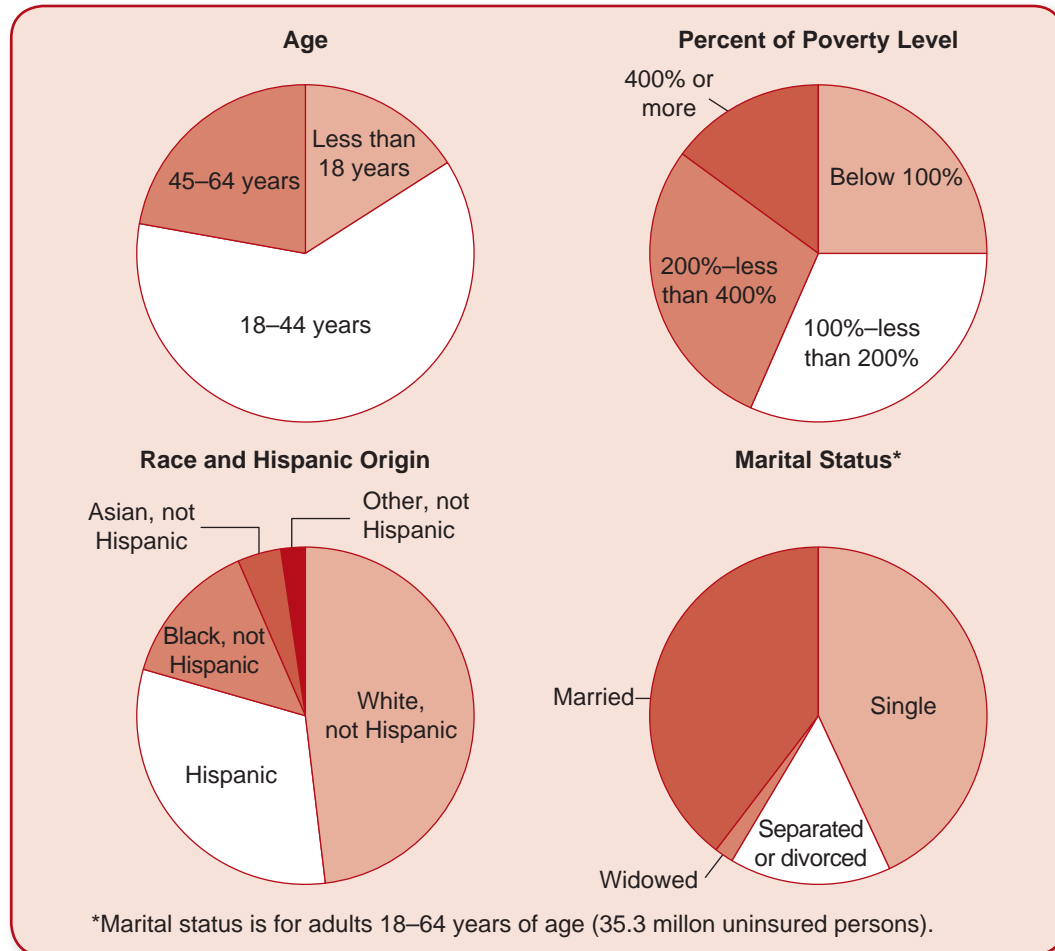 Age
Less than
18 years
45–64 years
18–44 years
Percent of Poverty Level
400% or
more
Below 100%
200%–less
than 400%
100%–less
than 200%
Race and Hispanic Origin
Asian, not
Hispanic
Other, not
Hispanic
Black, not
Hispanic
White,
not Hispanic
Hispanic
Marital Status*
Married
Single
Separated
or divorced
Widowed
*Marital status is for adults 18–64 years of age (35.3 millon uninsured persons).